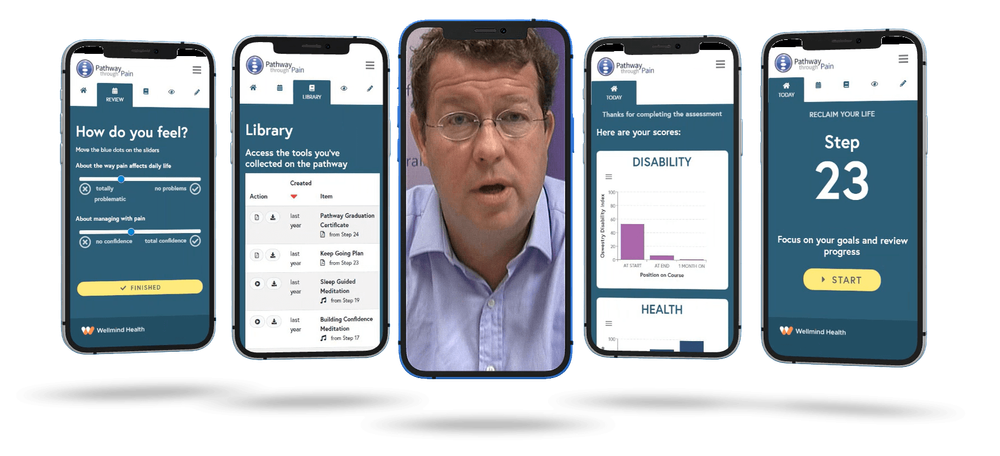 Pathway
through Pain
REVIEW
How do you feel?
Move the blue dots on the sliders
About the way pain affects daily life
totally
problematic
no problems
About managing with pain
no confidence
total confidence
FINISHED
Wellmind Health
Pathway
through Pain
LIBRARY
Library
Access the tools you've
collected on the pathway
Created
Action
Item
last
year
Pathway Graduation
Certificate
from Step 24
last
year
Keep Going Plan
from Step 23
last
year
Sleep Guided
Meditation
from Step 19
last
year
Building Confidence
Meditation
from Step 17
Pathway
through Pain
TODAY
Thanks for completing the assessment
Here are your scores:
DISABILITY
Oswestry Disability Index
100
80
60
40
20
0
AT START
AT END
1 MONTH ON
Position on Course
HEALTH
100
Pathway
through Pain
TODAY
RECLAIM YOUR LIFE
Step
23
Focus on your goals and review
progress
START
Wellmind Health